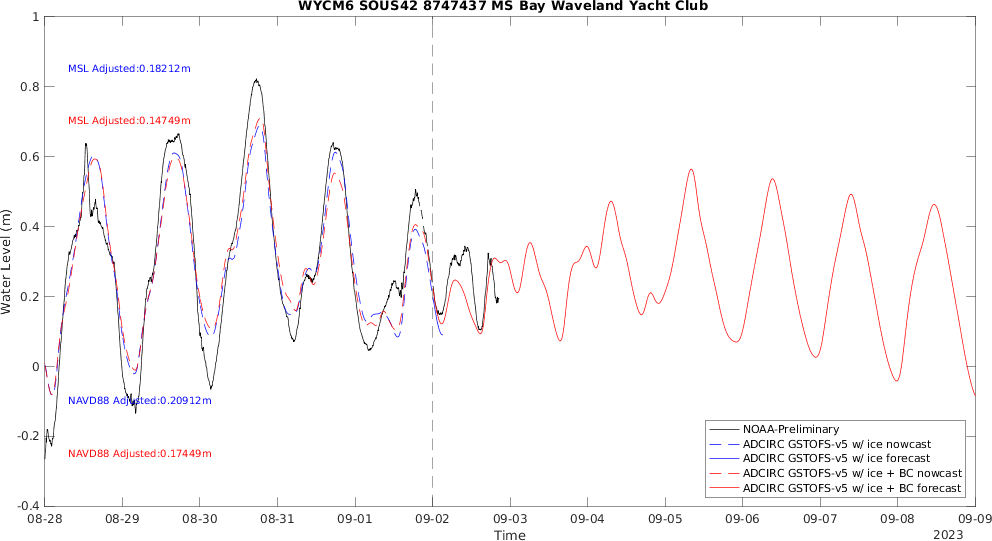 WYCM6 SOUS42 8747437 MS Bay Waveland Yacht Club
Water Level (m)
1
0.8
0.6
0.4
0.2
0
-0.2
-0.4
MSL Adjusted:0.18212m
MSL Adjusted:0.14749m
NAVD88 Adjusted:0.20912m
NAVD88 Adjusted:0.17449m
NOAA-Preliminary
ADCIRC GSTOFS-v5 w/ ice nowcast
ADCIRC GSTOFS-v5 w/ ice forecast
ADCIRC GSTOFS-v5 w/ ice + BC nowcast
ADCIRC GSTOFS-v5 w/ ice + BC forecast
08-28 08-29 08-30 08-31 09-01 09-02 09-03 09-04 09-05 09-06 09-07 09-08 09-09
Time
2023